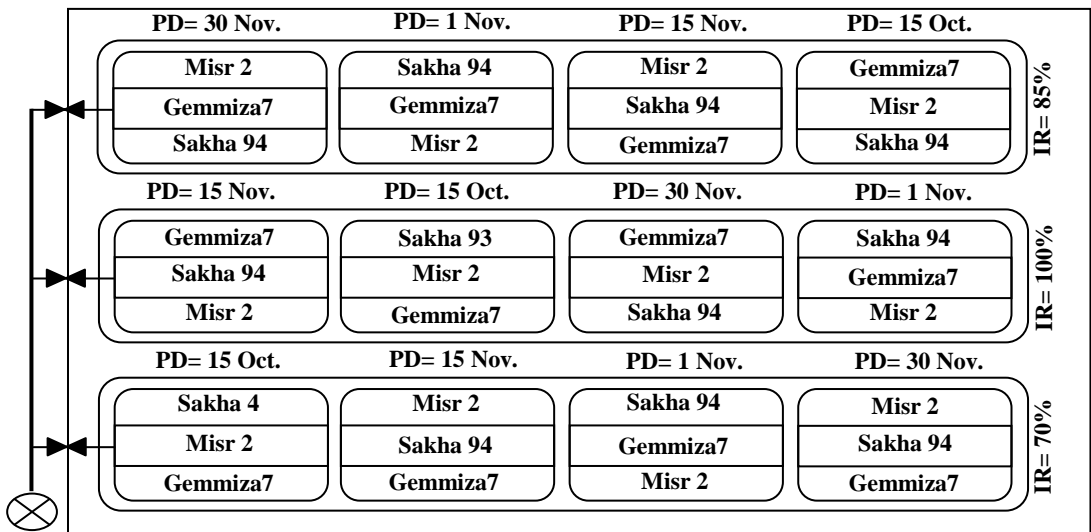 PD= 30 Nov. PD= 1 Nov. PD= 15 Nov. PD= 15 Oct.
Misr 2 Sakha 94 Misr 2 Gemmiza7
Gemmiza7 Gemmiza7 Sakha 94 Misr 2
Sakha 94 Misr 2 Gemmiza7 Sakha 94
IR= 85%
PD= 15 Nov. PD= 15 Oct. PD= 30 Nov. PD= 1 Nov.
Gemmiza7 Sakha 93 Gemmiza7 Sakha 94
Sakha 94 Misr 2 Misr 2 Gemmiza7
Misr 2 Gemmiza7 Sakha 94 Misr 2
IR= 100%
PD= 15 Oct. PD= 15 Nov. PD= 1 Nov. PD= 30 Nov.
Sakha 4 Misr 2 Sakha 94 Misr 2
Misr 2 Sakha 94 Gemmiza7 Sakha 94
Gemmiza7 Gemmiza7 Misr 2 Gemmiza7
IR= 70%